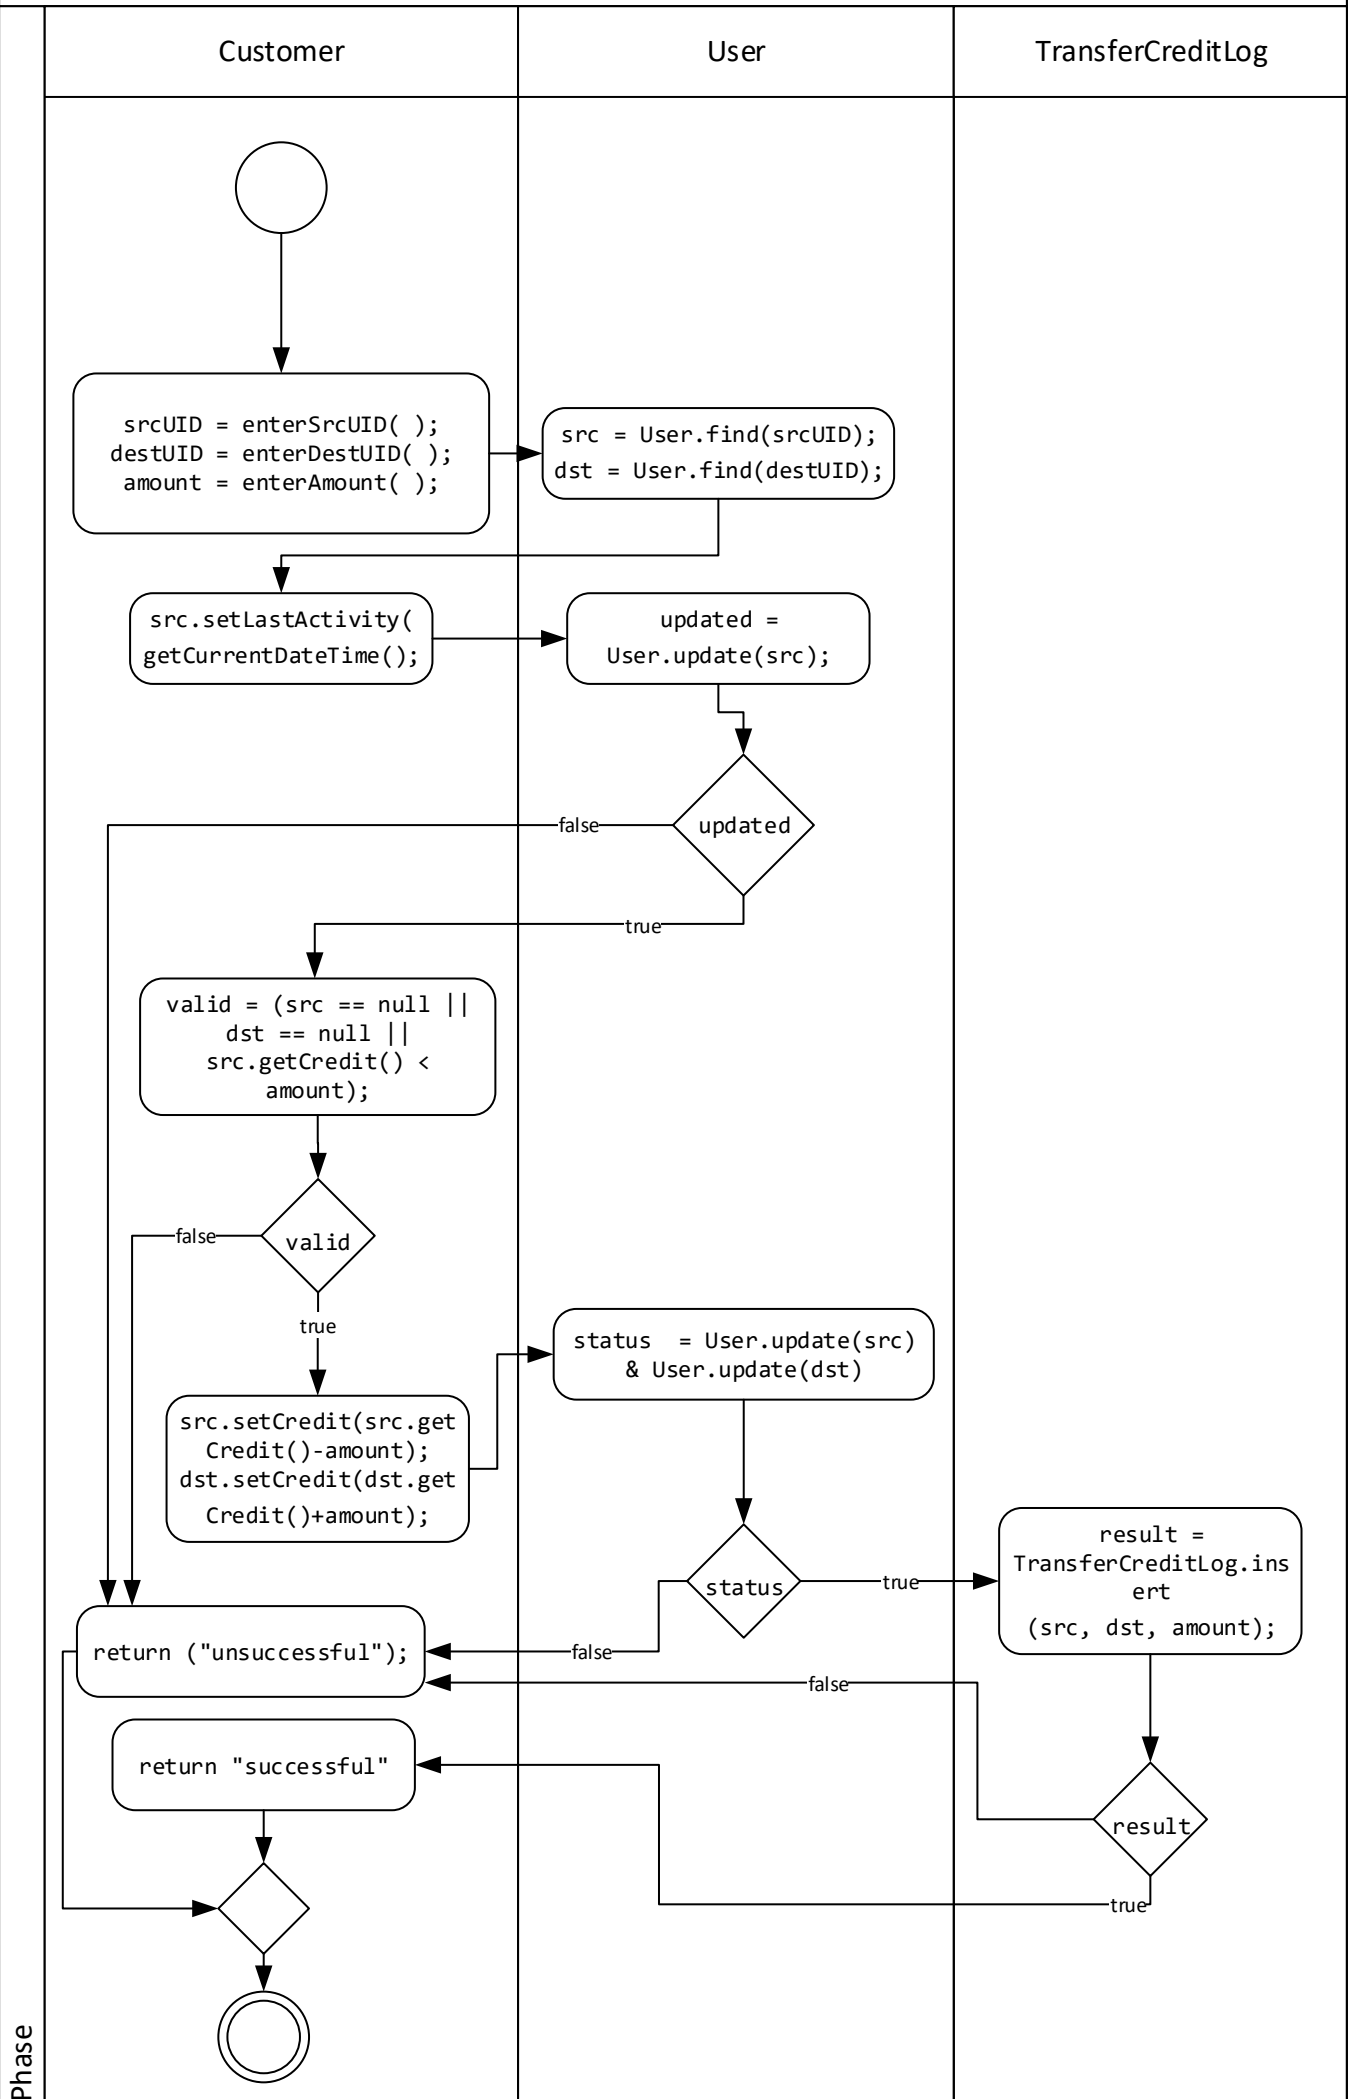 Customer
User
TransferCreditLog
srcUID = enterSrcUID( );
destUID = enterDestUID( );
amount = enterAmount( );
src = User.find(srcUID);
dst = User.find(destUID);
src.setLastActivity(
getCurrentDateTime();
updated =
User.update(src);
updated
false
true
valid = (src == null ||
dst == null ||
src.getCredit() <
amount);
valid
false
true
status  = User.update(src)
& User.update(dst)
src.setCredit(src.get
Credit()-amount);
dst.setCredit(dst.get
Credit()+amount);
status
true
false
result =
TransferCreditLog.ins
ert
(src, dst, amount);
return ("unsuccessful");
false
return "successful"
result
true
Phase